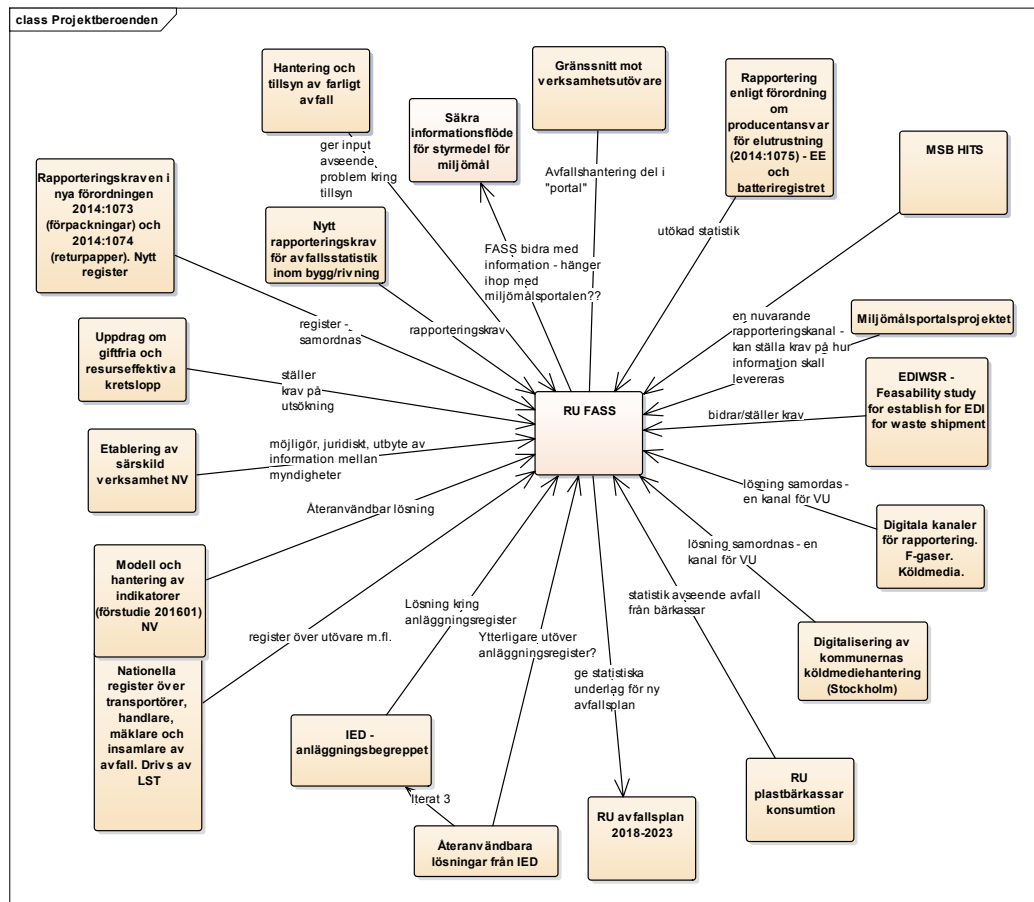 class Projektberoenden
Hantering och
tillsyn av farligt
avfall
Säkra
informationsflöde
för styrmedel för
miljömål
Gränssnitt mot
verksamhetsutövare
Rapportering
enligt förordning
om
producentansvar
för elutrustning
(2014:1075) - EE
och
batteriregistret
MSB HITS
Rapporteringskraven i
nya förordningen
2014:1073
(förpackningar) och
2014:1074
(returpapper). Nytt
register
Nytt
rapporteringskrav
för avfallsstatistik
inom bygg/rivning
ger input
avseende
problem kring
tillsyn
Avfallshantering del i
"portal"
utökad statistik
FASS bidra med
information - hänger
ihop med
miljömålsportalen??
en nuvarande
rapporteringskanal -
kan ställa krav på hur
information skall
levereras
Miljömålsportalsprojektet
register -
samordnas
rapporteringskrav
Uppdrag om
giftfria och
resurseffektiva
kretslopp
ställer
krav på
utsökning
RU FASS
bidrar/ställer krav
EDIWSR -
Feasability study
for establish for EDI
for waste shipment
Etablering av
särskild
verksamhet NV
möjligör, juridiskt, utbyte av
information mellan
myndigheter
lösning samordas -
en kanal för VU
Digitala kanaler
för rapportering.
F-gaser.
Köldmedia.
Återanvändbar lösning
lösning samordnas - en
kanal för VU
Modell och
hantering av
indikatorer
(förstudie 201601)
NV
Lösning kring
anläggningsregister
statistik avseende avfall
från bärkassar
register över utövare m.fl.
Ytterligare utöver
anläggningsregister?
Digitalisering av
kommunernas
köldmediehantering
(Stockholm)
Nationella
register över
transportörer,
handlare,
mäklare och
insamlare av
avfall. Drivs av
LST
ge statistiska
underlag för ny
avfallsplan
IED -
anläggningsbegreppet
RU
plastbärkassar
konsumtion
Iterat 3
RU avfallsplan
2018-2023
Återanvändbara
lösningar från IED